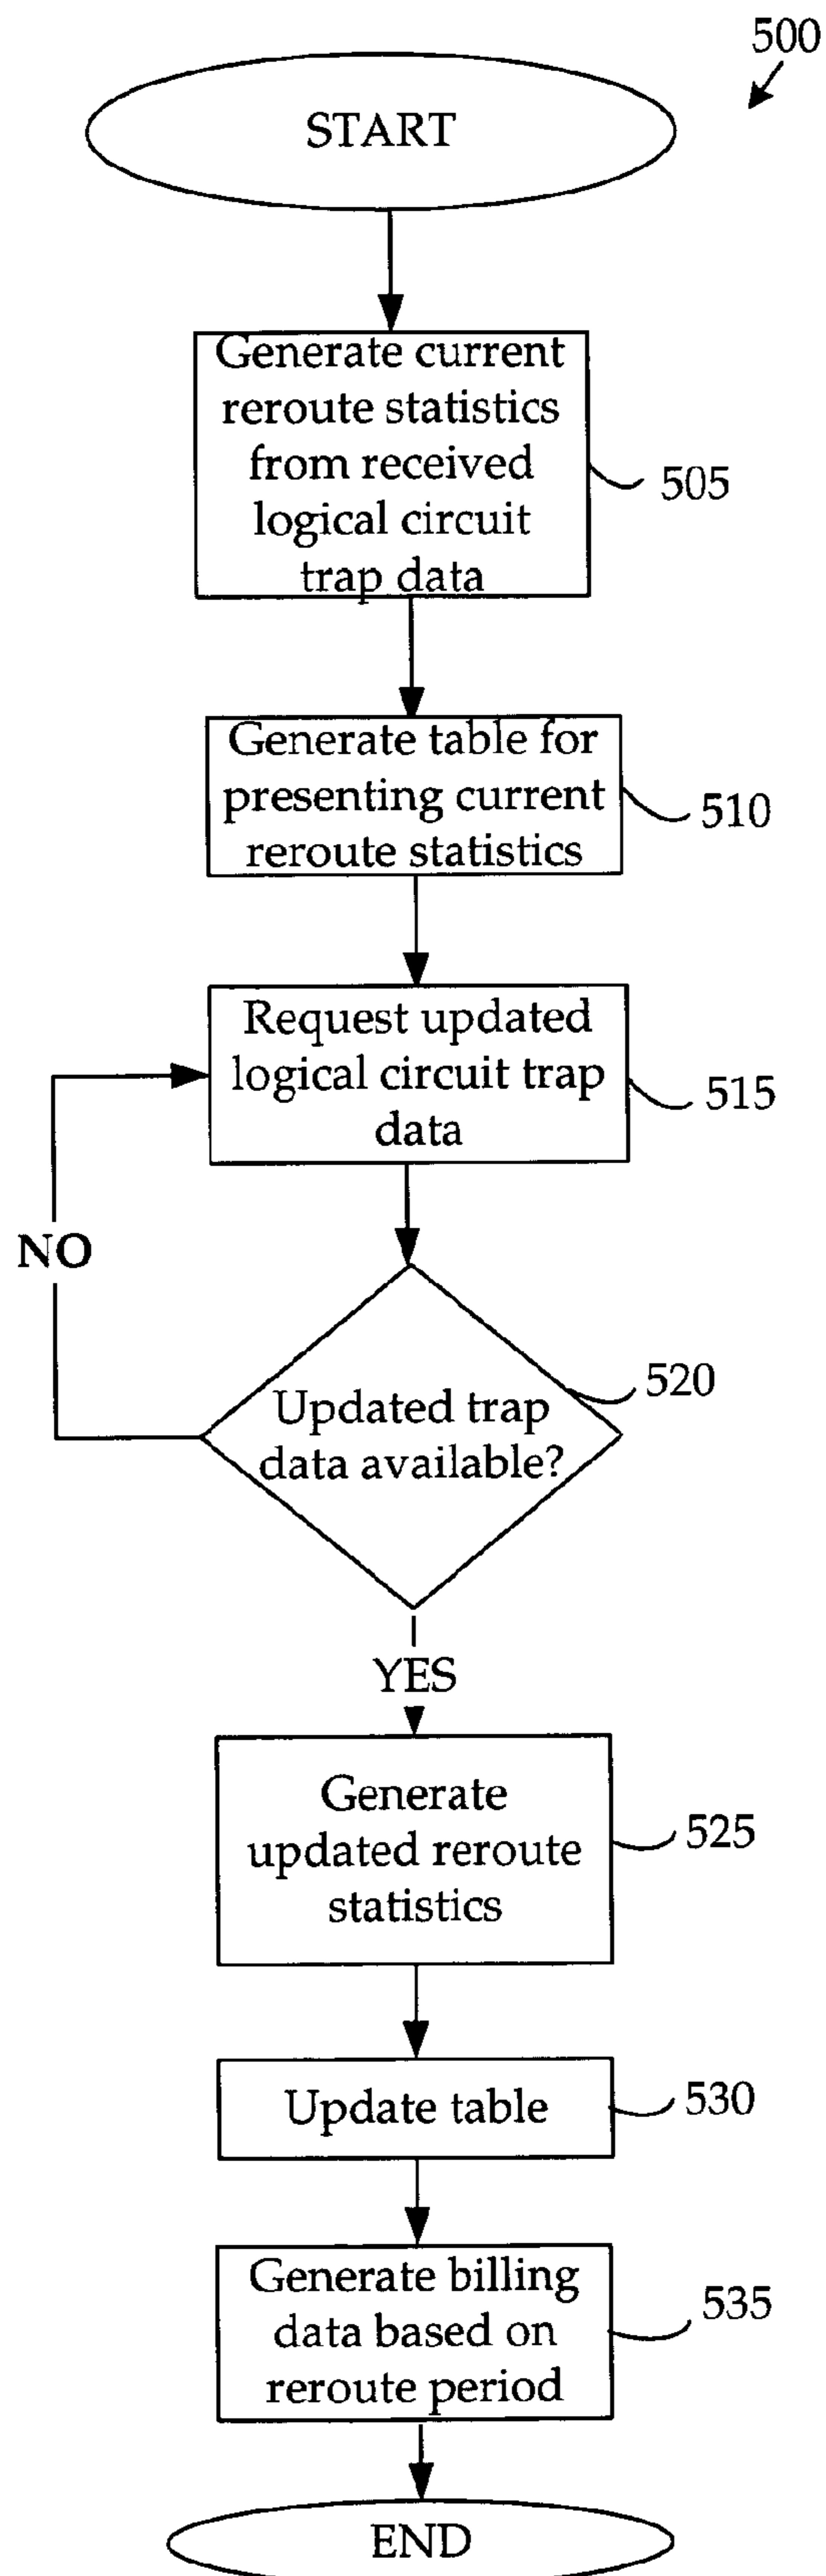 500
START
Generate current
reroute statistics
from received
logical circuit
trap data
505
Generate table for
presenting current
reroute statistics
510
Request updated
logical circuit trap
data
515
NO
520
Updated trap
data available?
YES
Generate
updated reroute
statistics
525
Update table
530
Generate billing
data based on
reroute period
535
END